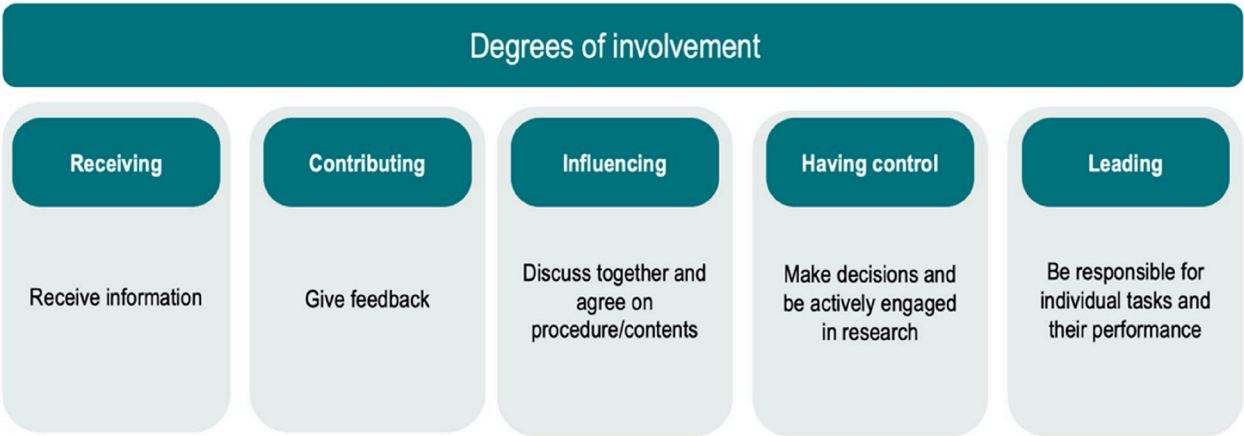 Degrees of involvement
Receiving
Receive information
Contributing
Give feedback
Influencing
Discuss together and
agree on
procedure/contents
Having control
Make decisions and
be actively engaged
in research
Leading
Be responsible for
individual tasks and
their performance